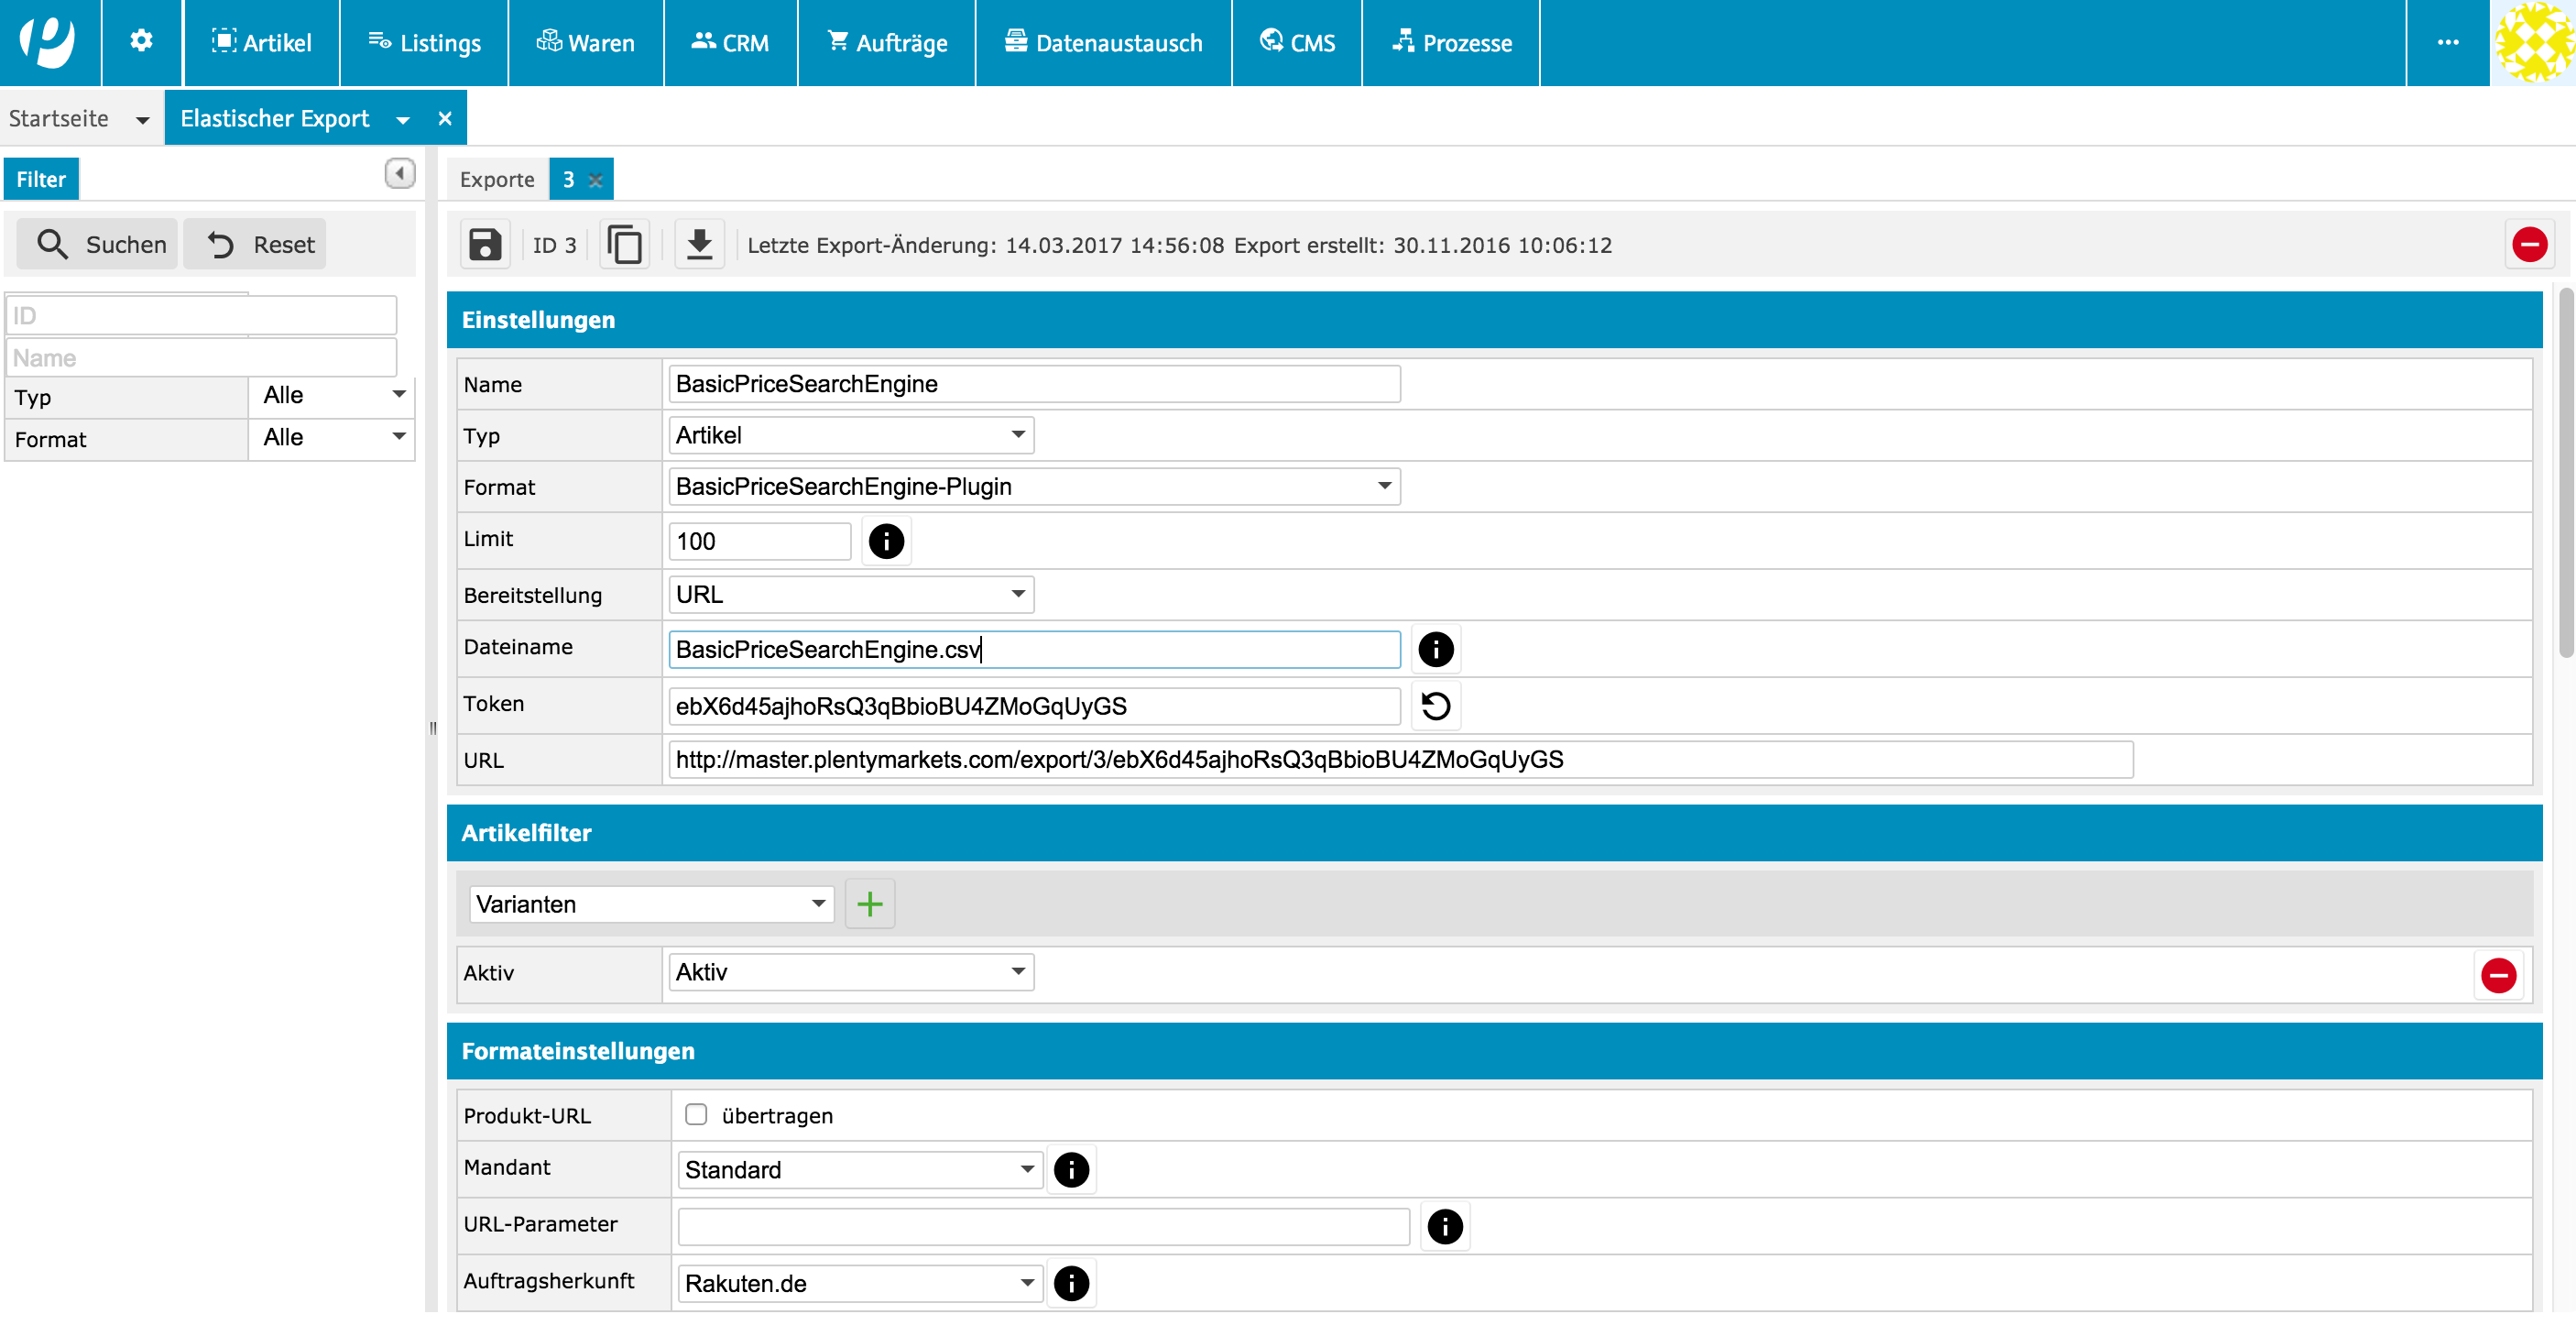 Artikel Listings Waren CRM Aufträge Datenaustausch CMS Prozesse ...
Startseite Elastischer Export
Filter
Exporte 3
Suchen Reset
ID 3 Letzte Export-Änderung: 14.03.2017 14:56:08 Export erstellt: 30.11.2016 10:06:12
ID
Name
Typ Alle
Format Alle
Einstellungen
Name BasicPriceSearchEngine
Typ Artikel
Format BasicPriceSearchEngine-Plugin
Limit 100
Bereitstellung URL
Dateiname BasicPriceSearchEngine.csv
Token ebX6d45ajhoRsQ3qBbioBU4ZMoGqUyGS
URL http://master.plentymarkets.com/export/3/ebX6d45ajhoRsQ3qBbioBU4ZMoGqUyGS
Artikelfilter
Varianten
Aktiv Aktiv
Formateinstellungen
Produkt-URL übertragen
Mandant Standard
URL-Parameter
Auftragsherkunft Rakuten.de